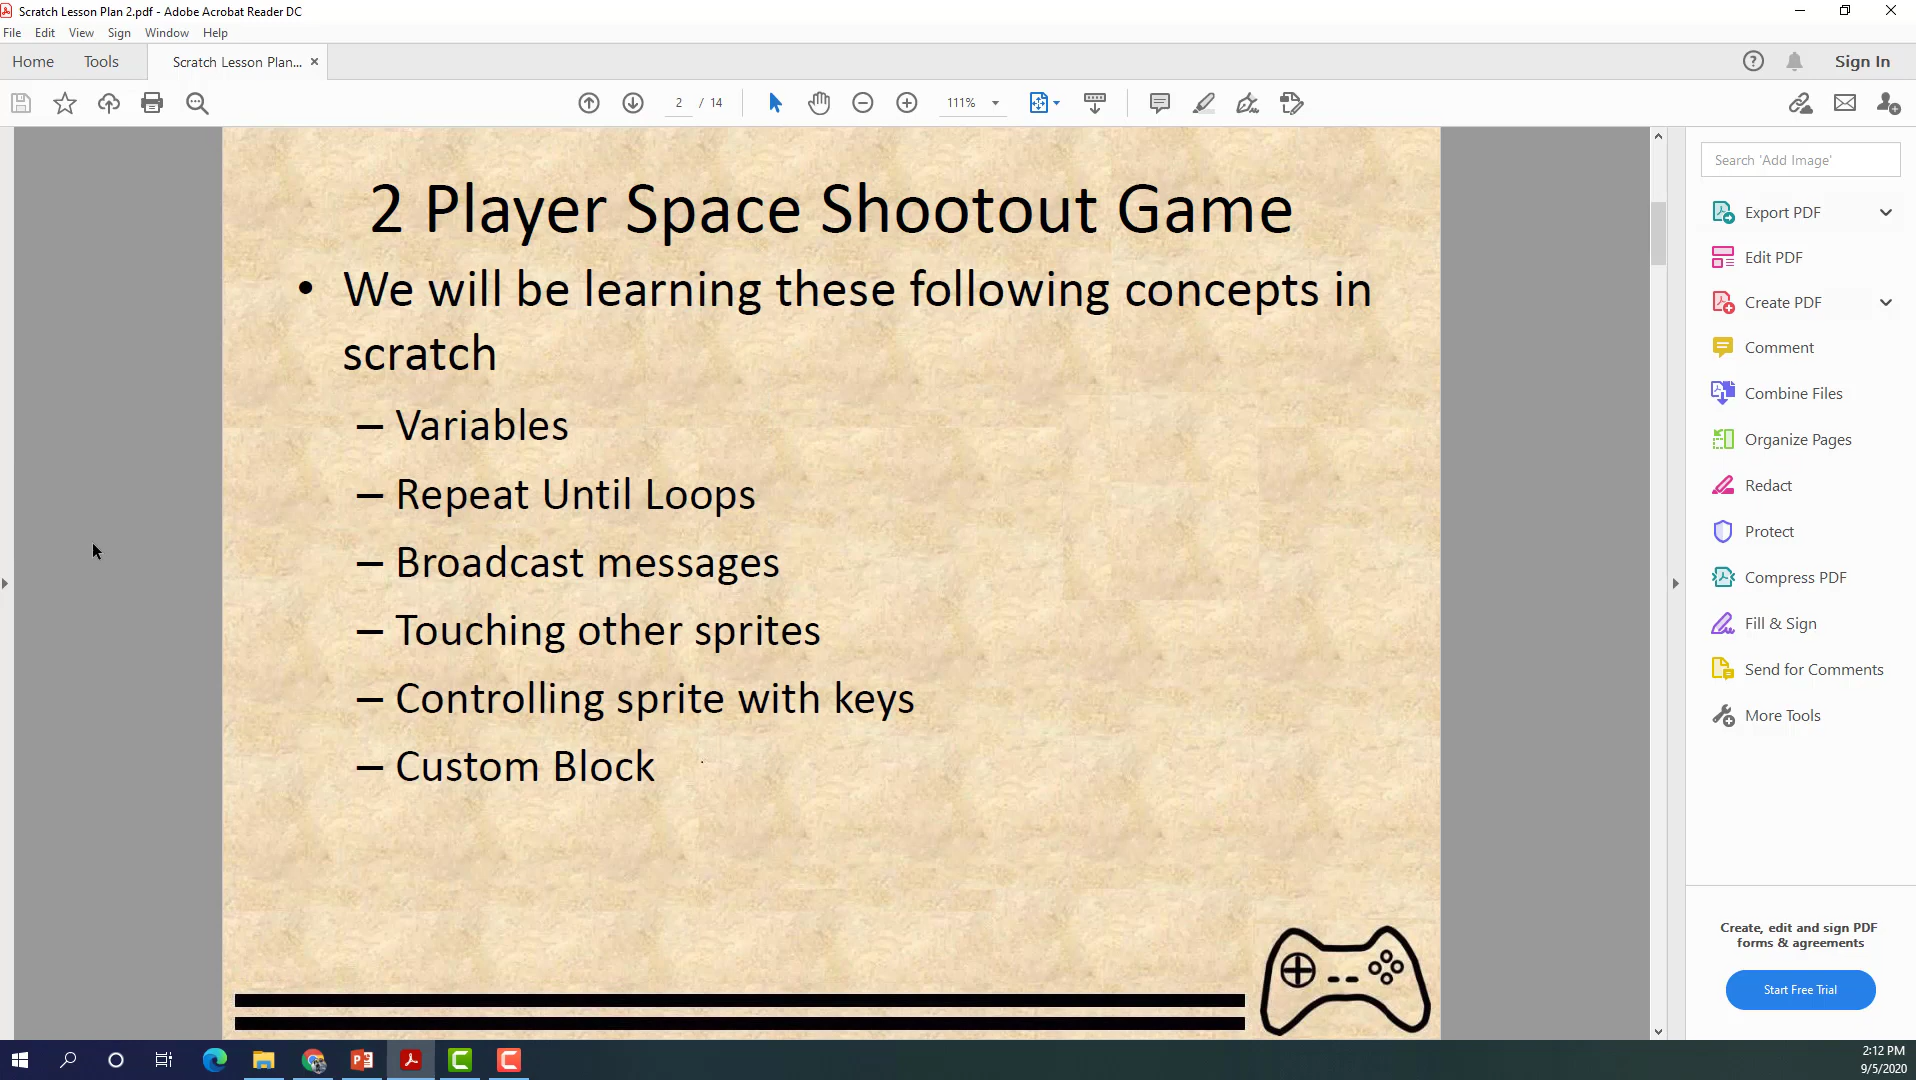 Scratch Lesson Plan 2.pdf - Adobe Acrobat Reader DC
File Edit View Sign Window Help
Home Tools Scratch Lesson Plan... × Sign In
2 / 14 111%
2 Player Space Shootout Game
• We will be learning these following concepts in
scratch
– Variables
– Repeat Until Loops
– Broadcast messages
– Touching other sprites
– Controlling sprite with keys
– Custom Block
Search 'Add Image'
Export PDF
Edit PDF
Create PDF
Comment
Combine Files
Organize Pages
Redact
Protect
Compress PDF
Fill & Sign
Send for Comments
More Tools
Create, edit and sign PDF
forms & agreements
Start Free Trial
2:12 PM
9/5/2020